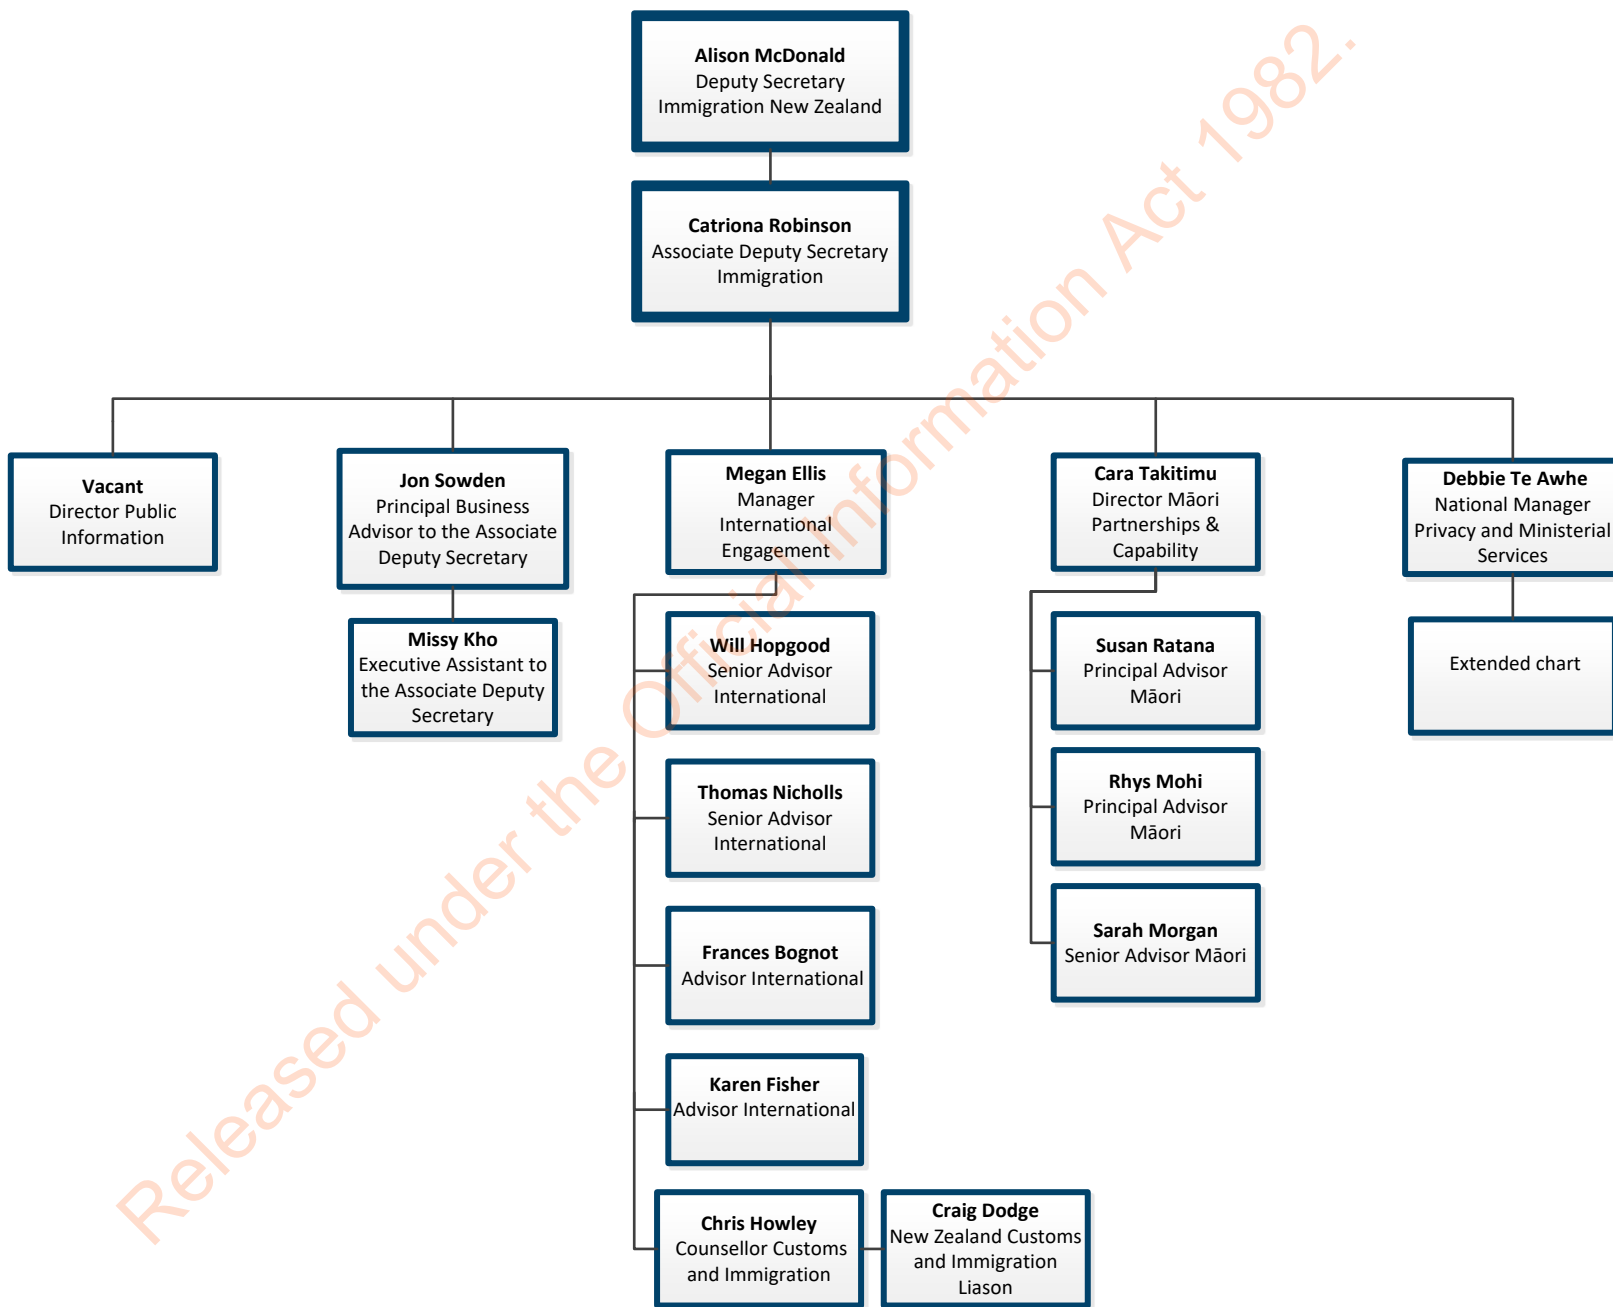 Alison McDonald
Deputy Secretary
Immigration New Zealand
Catriona Robinson
Associate Deputy Secretary
Immigration
Vacant
Director Public
Information
Jon Sowden
Principal Business
Advisor to the Associate
Deputy Secretary
Missy Kho
Executive Assistant to
the Associate Deputy
Secretary
Megan Ellis
Manager
International
Engagement
Will Hopgood
Senior Advisor
International
Thomas Nicholls
Senior Advisor
International
Frances Bognot
Advisor International
Karen Fisher
Advisor International
Chris Howley
Counsellor Customs
and Immigration
Craig Dodge
New Zealand Customs
and Immigration
Liason
Cara Takitimu
Director Māori
Partnerships &
Capability
Susan Ratana
Principal Advisor
Māori
Rhys Mohi
Principal Advisor
Māori
Sarah Morgan
Senior Advisor Māori
Debbie Te Awhe
National Manager
Privacy and Ministerial
Services
Extended chart
Released under the Official Information Act 1982.